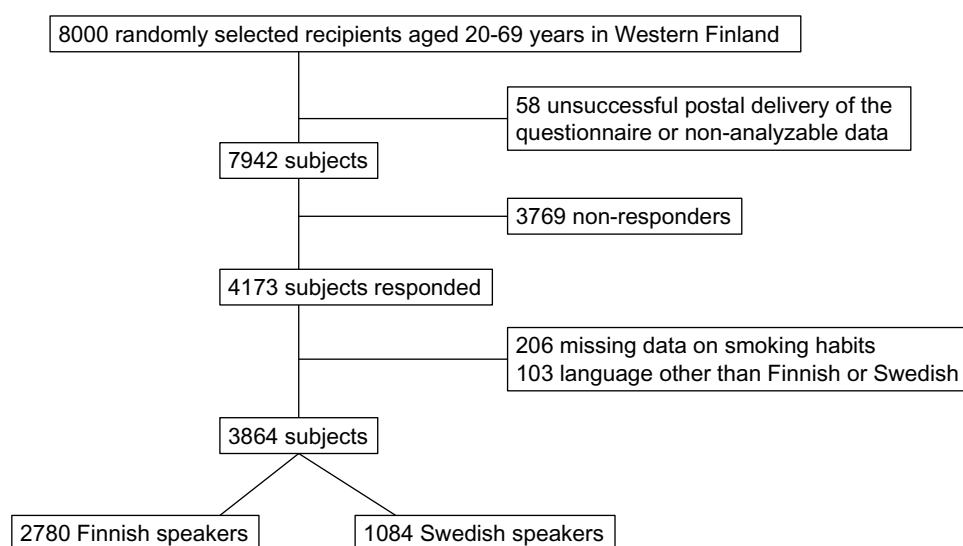 8000 randomly selected recipients aged 20-69 years in Western Finland
58 unsuccessful postal delivery of the
questionnaire or non-analyzable data
7942 subjects
3769 non-responders
4173 subjects responded
206 missing data on smoking habits
103 language other than Finnish or Swedish
3864 subjects
2780 Finnish speakers
1084 Swedish speakers